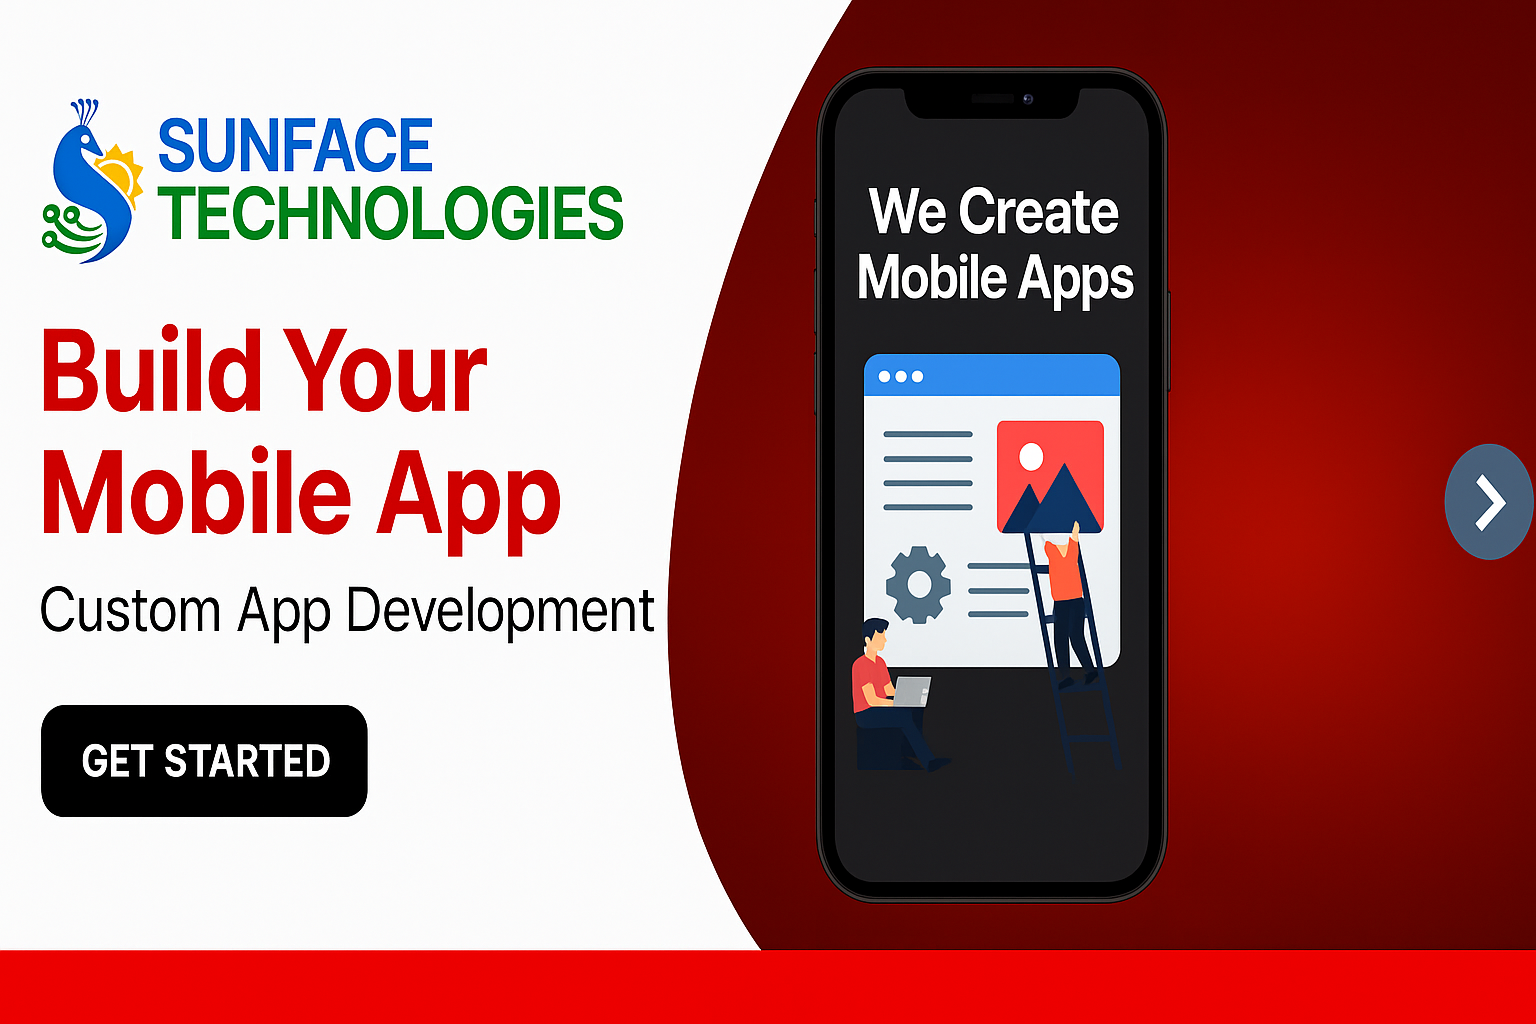 SUNFACE
TECHNOLOGIES
Build Your
Mobile App
Custom App Development
GET STARTED
We Create
Mobile Apps